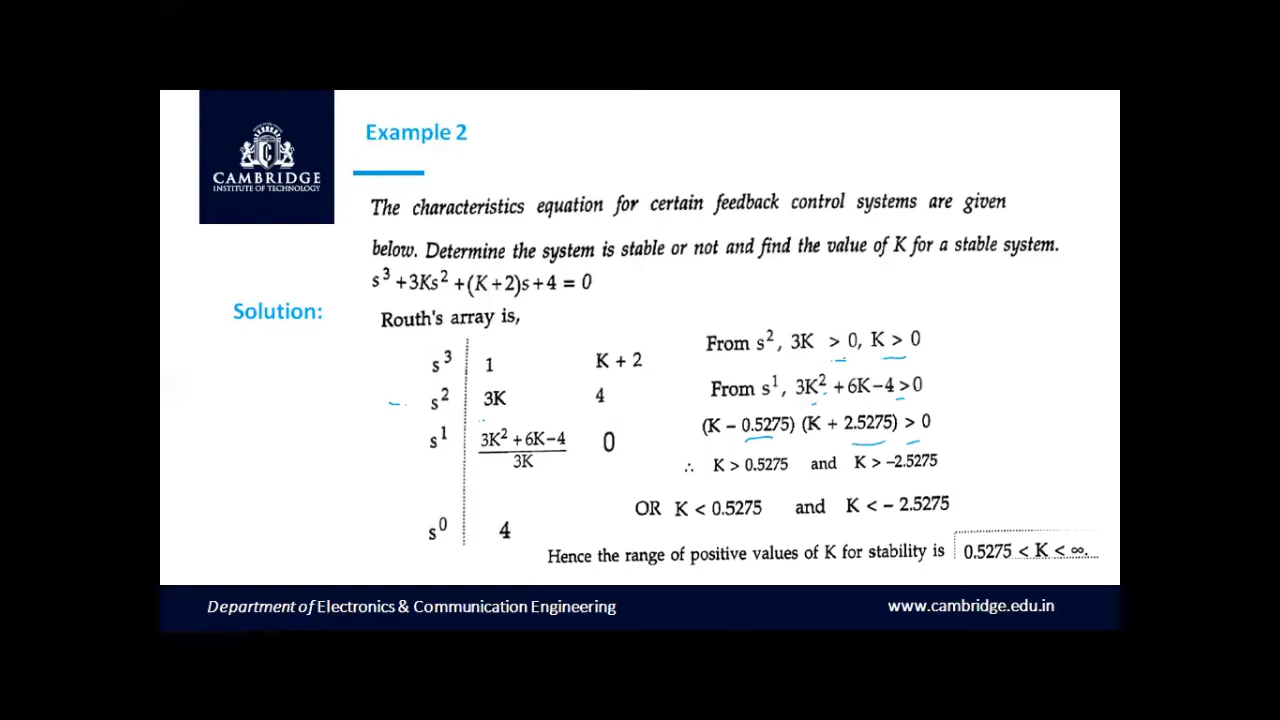 CAMBRIDGE
INSTITUTE OF TECHNOLOGY
Example 2
The characteristics equation for certain feedback control systems are given
below. Determine the system is stable or not and find the value of K for a stable system.
s³ +3Ks² +(K+2)s+4 = 0
Solution:
Routh's array is,
s³ 1 K + 2
s² 3K 4
s¹ 3K² +6K−4 0
3K
s⁰ 4
From s², 3K > 0, K > 0
From s¹, 3K² + 6K−4 >0
(K − 0.5275) (K + 2.5275) > 0
∴ K > 0.5275 and K > −2.5275
OR K < 0.5275 and K < − 2.5275
Hence the range of positive values of K for stability is 0.5275 < K < ∞.
Department of Electronics & Communication Engineering
www.cambridge.edu.in